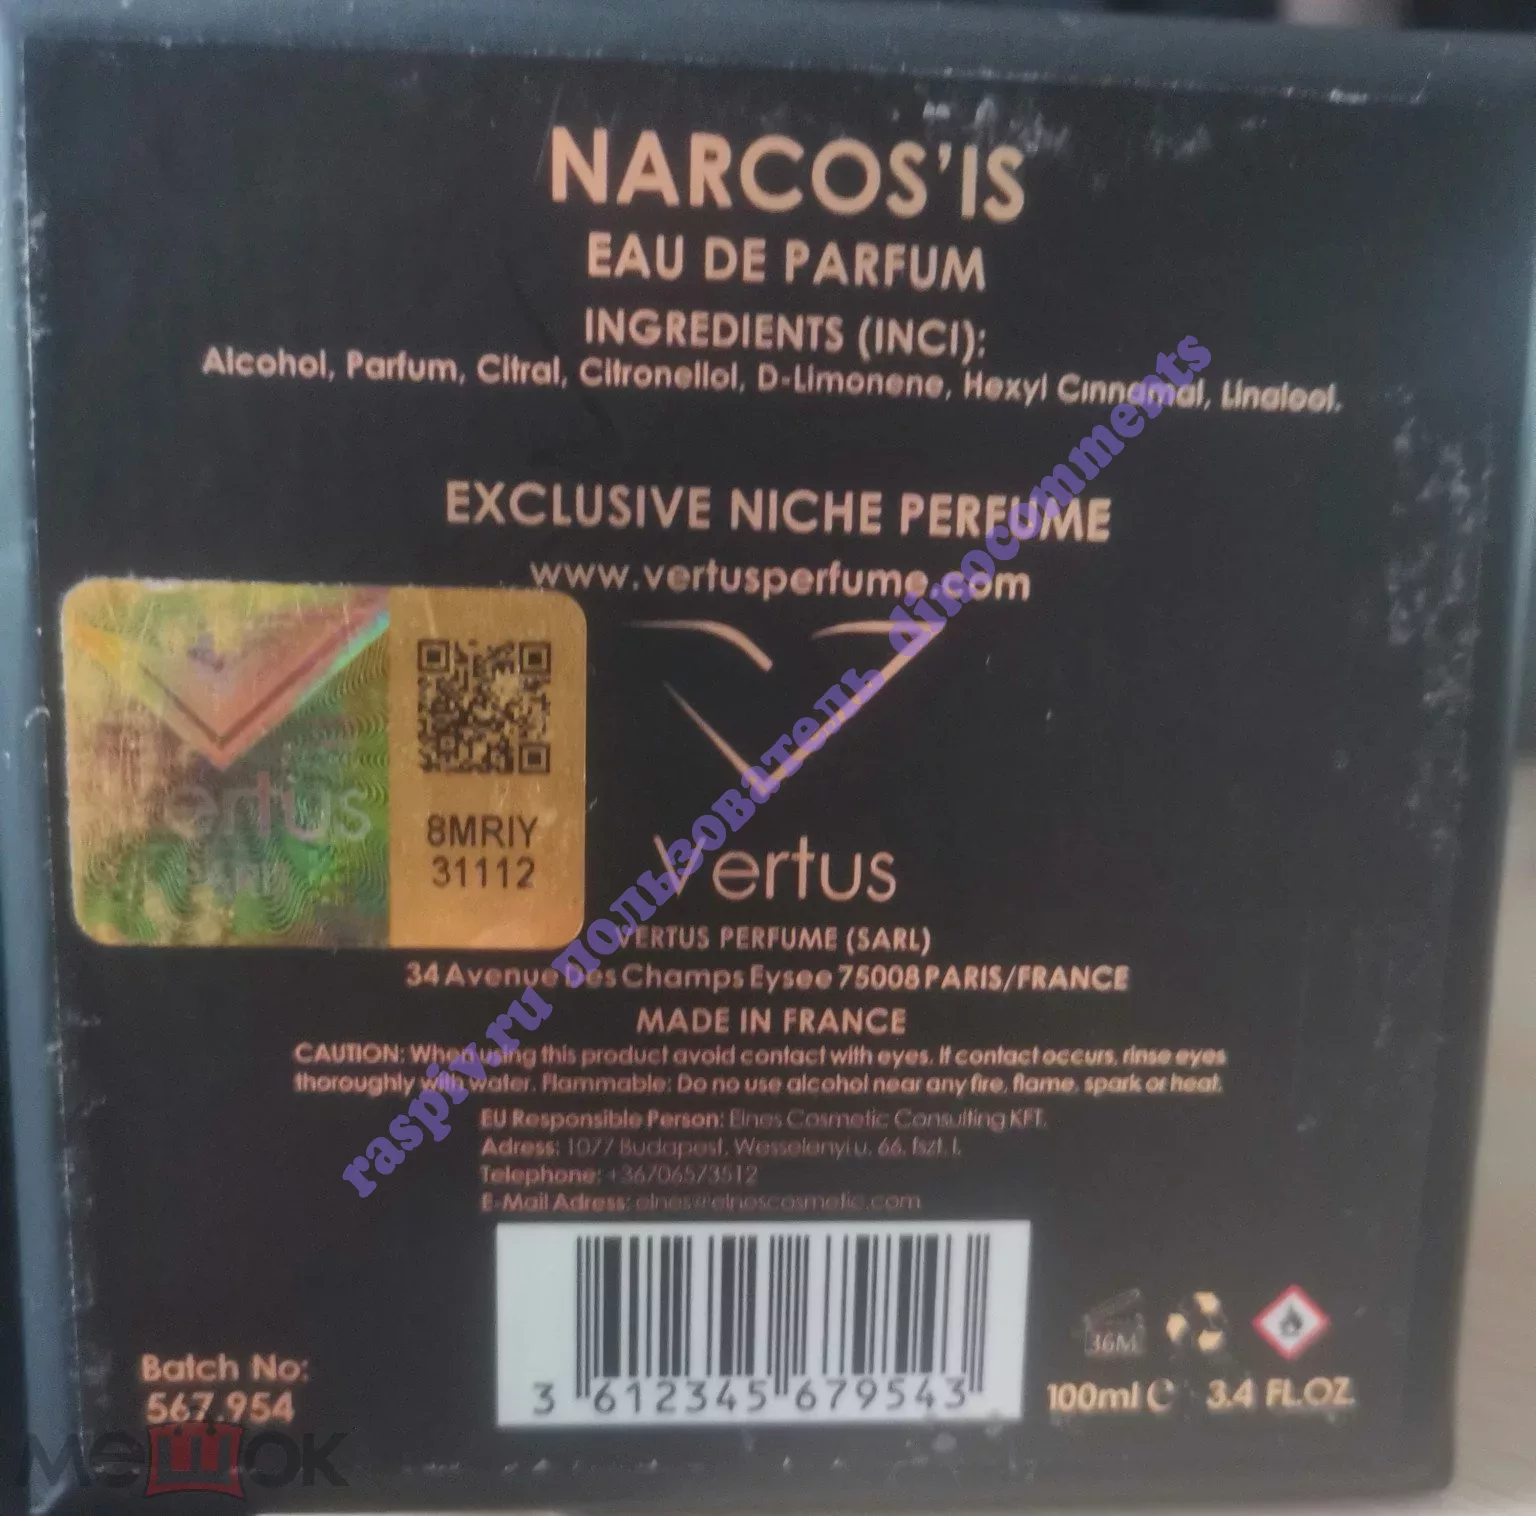 NARCOS'IS
EAU DE PARFUM
INGREDIENTS (INCI):
Alcohol, Parfum, Citral, Citronellol, D-Limonene, Hexyl Cinnamal, Linalool.
EXCLUSIVE NICHE PERFUME
www.vertusperfume.com
vertus
8MRIY
31112
Vertus
VERTUS PERFUME (SARL)
34 Avenue Des Champs Eysee 75008 PARIS/FRANCE
MADE IN FRANCE
CAUTION: When using this product avoid contact with eyes. If contact occurs, rinse eyes
thoroughly with water. Flammable: Do no use alcohol near any fire, flame, spark or heat.
EU Responsible Person: Elnes Cosmetic Consulting KFT.
Adress: 1077 Budapest, Wesselenyi u. 66. fszt. I.
Telephone: +36706573512
E-Mail Adress: elnes@elnescosmetic.com
3 612345 679543
36M
100ml e 3.4 FL.OZ
Batch No:
567.954
мешок
raspiv.ru пользователь dinocomments